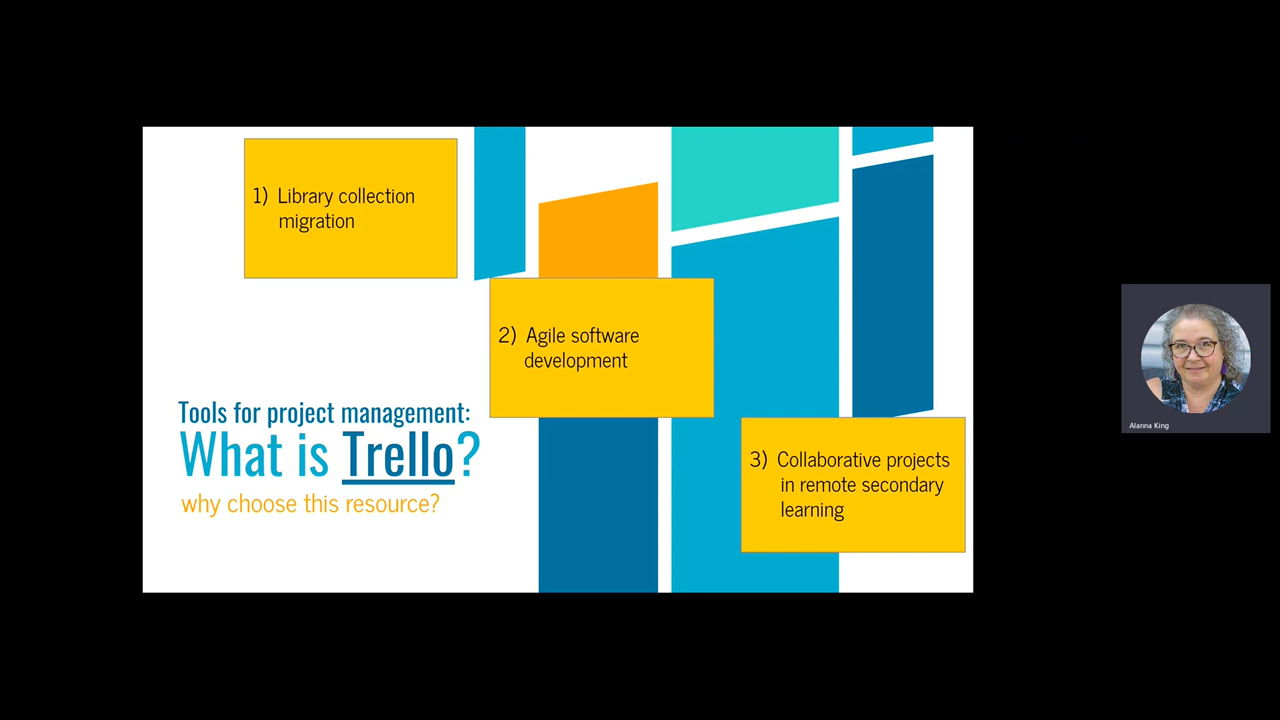 1) Library collection
migration
2) Agile software
development
Tools for project management:
What is Trello?
why choose this resource?
3) Collaborative projects
in remote secondary
learning
Alanna King